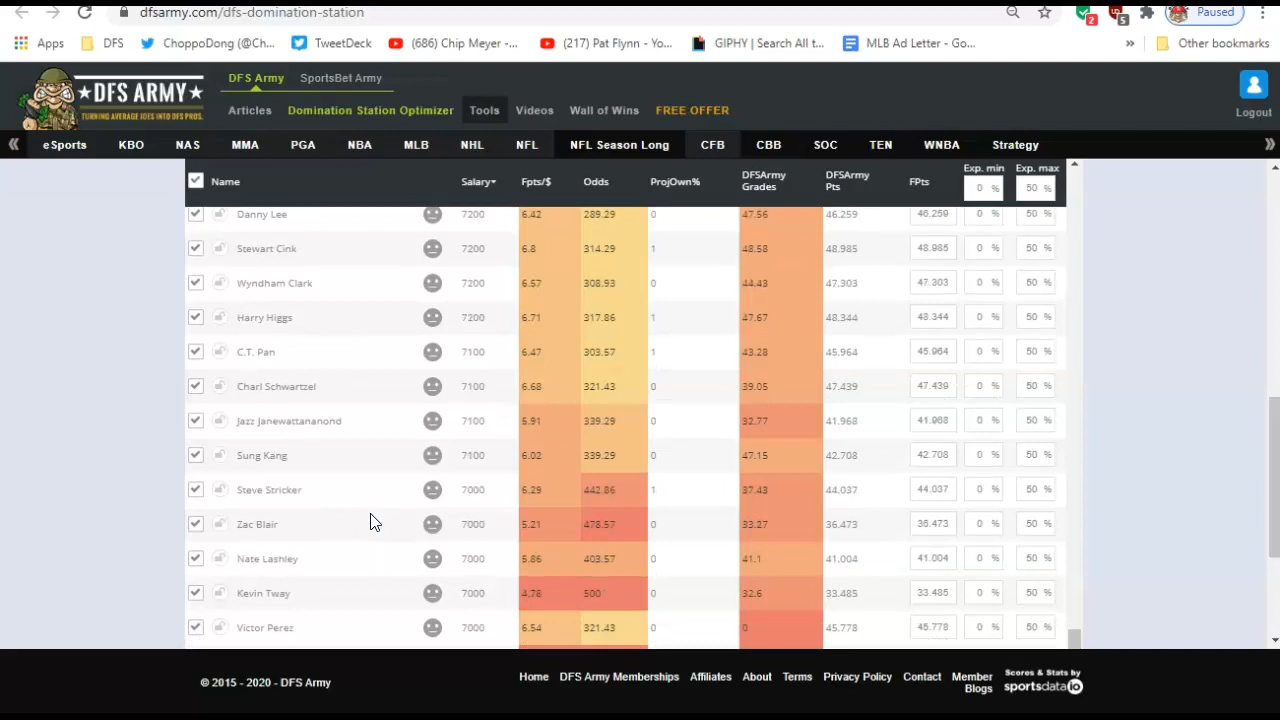 dfsarmy.com/dfs-domination-station
Paused
2
5
Apps
DFS
ChoppoDong (@Ch...
TweetDeck
(686) Chip Meyer -...
(217) Pat Flynn - Yo...
GIPHY | Search All t...
MLB Ad Letter - Go...
»
Other bookmarks
★DFS ARMY★
TURNING AVERAGE JOES INTO DFS PROS.
DFS Army
SportsBet Army
Articles
Domination Station Optimizer
Tools
Videos
Wall of Wins
FREE OFFER
Logout
eSports KBO NAS MMA PGA NBA MLB NHL NFL NFL Season Long CFB CBB SOC TEN WNBA Strategy
Name Salary Fpts/$ Odds ProjOwn% DFSArmy Grades DFSArmy Pts FPts Exp. min 0 % Exp. max 50 %
Danny Lee 7200 6.42 289.29 0 47.56 46.259 46.259 0 % 50 %
Stewart Cink 7200 6.8 314.29 1 48.58 48.985 48.985 0 % 50 %
Wyndham Clark 7200 6.57 308.93 0 44.43 47.303 47.303 0 % 50 %
Harry Higgs 7200 6.71 317.86 1 47.67 48.344 48.344 0 % 50 %
C.T. Pan 7100 6.47 303.57 1 43.28 45.964 45.964 0 % 50 %
Charl Schwartzel 7100 6.68 321.43 0 39.05 47.439 47.439 0 % 50 %
Jazz Janewattananond 7100 5.91 339.29 0 32.77 41.968 41.968 0 % 50 %
Sung Kang 7100 6.02 339.29 0 47.15 42.708 42.708 0 % 50 %
Steve Stricker 7000 6.29 442.86 1 37.43 44.037 44.037 0 % 50 %
Zac Blair 7000 5.21 478.57 0 33.27 36.473 36.473 0 % 50 %
Nate Lashley 7000 5.86 403.57 0 41.1 41.004 41.004 0 % 50 %
Kevin Tway 7000 4.78 500 0 32.6 33.485 33.485 0 % 50 %
Victor Perez 7000 6.54 321.43 0 0 45.778 45.778 0 % 50 %
© 2015 - 2020 - DFS Army
Home DFS Army Memberships Affiliates About Terms Privacy Policy Contact Member Blogs
Scores & Stats by
sportsdataio